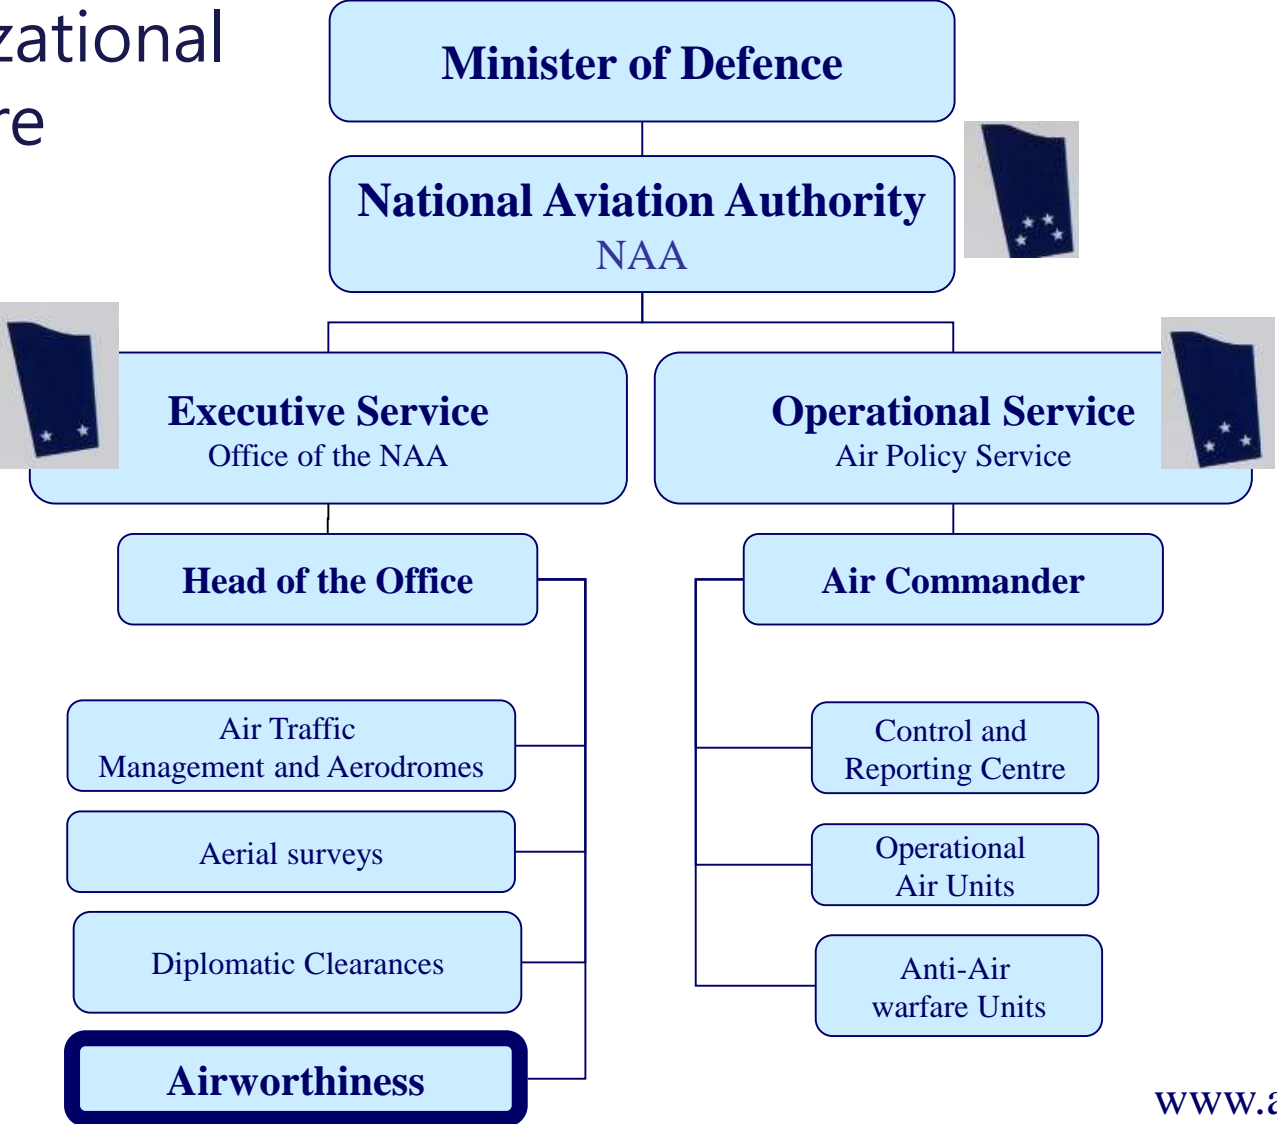 zational
re
Minister of Defence
National Aviation Authority
NAA
Executive Service
Office of the NAA
Operational Service
Air Policy Service
Head of the Office
Air Commander
Air Traffic
Management and Aerodromes
Aerial surveys
Diplomatic Clearances
Airworthiness
Control and
Reporting Centre
Operational
Air Units
Anti-Air
warfare Units
www.a